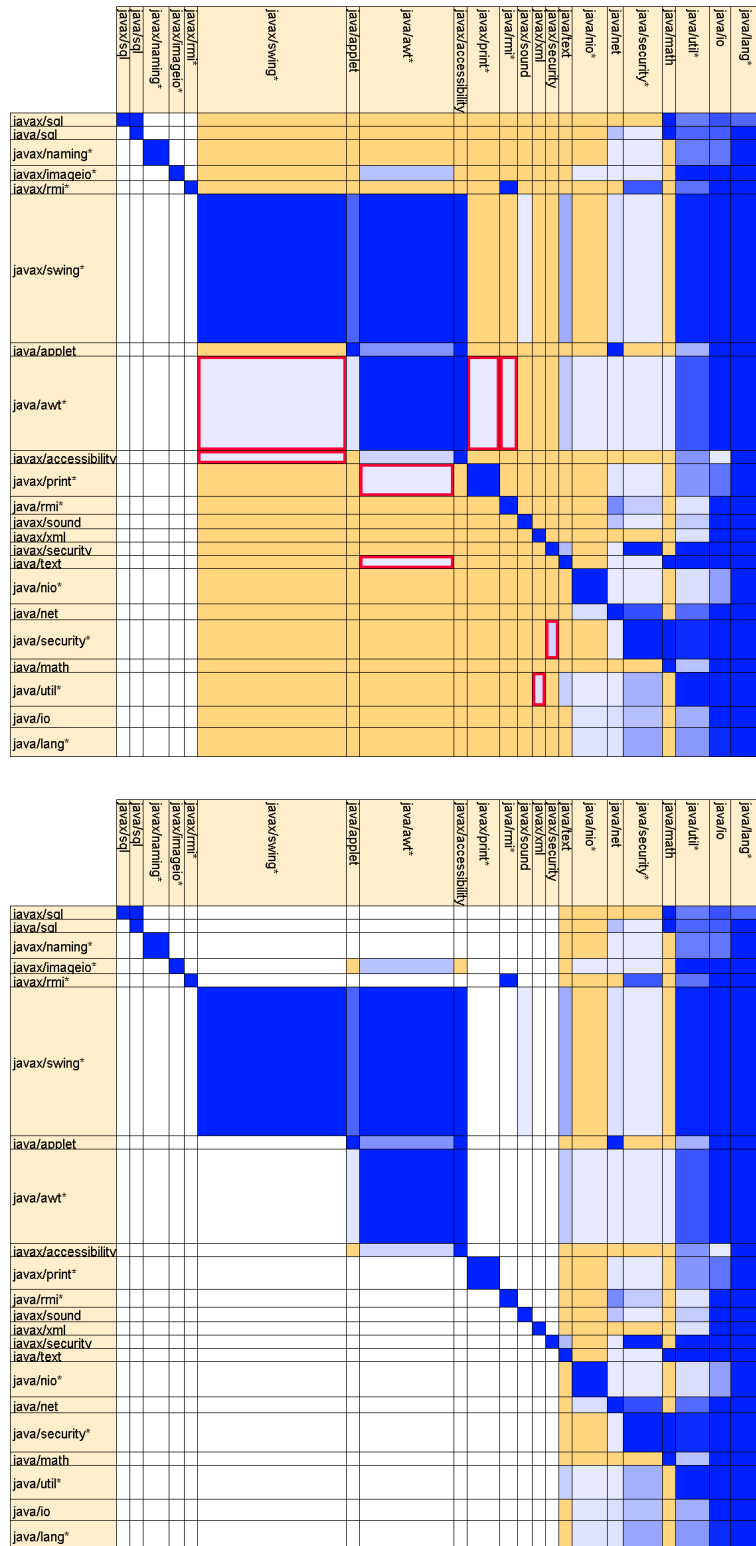 javax/sql
java/sql
javax/naming*
javax/imageio*
javax/rmi*
javax/swing*
java/applet
java/awt*
javax/accessibility
javax/print*
java/rmi*
javax/sound
javax/xml
javax/security
java/text
java/nio*
java/net
java/security*
java/math
java/util*
java/io
java/lang*
javax/sql
java/sql
javax/naming*
javax/imageio*
javax/rmi*
javax/swing*
java/applet
java/awt*
javax/accessibility
javax/print*
java/rmi*
javax/sound
javax/xml
javax/security
java/text
java/nio*
java/net
java/security*
java/math
java/util*
java/io
java/lang*
javax/sql
java/sql
javax/naming*
javax/imageio*
javax/rmi*
javax/swing*
java/applet
java/awt*
javax/accessibility
javax/print*
java/rmi*
javax/sound
javax/xml
javax/security
java/text
java/nio*
java/net
java/security*
java/math
java/util*
java/io
java/lang*
javax/sql
java/sql
javax/naming*
javax/imageio*
javax/rmi*
javax/swing*
java/applet
java/awt*
javax/accessibility
javax/print*
java/rmi*
javax/sound
javax/xml
javax/security
java/text
java/nio*
java/net
java/security*
java/math
java/util*
java/io
java/lang*